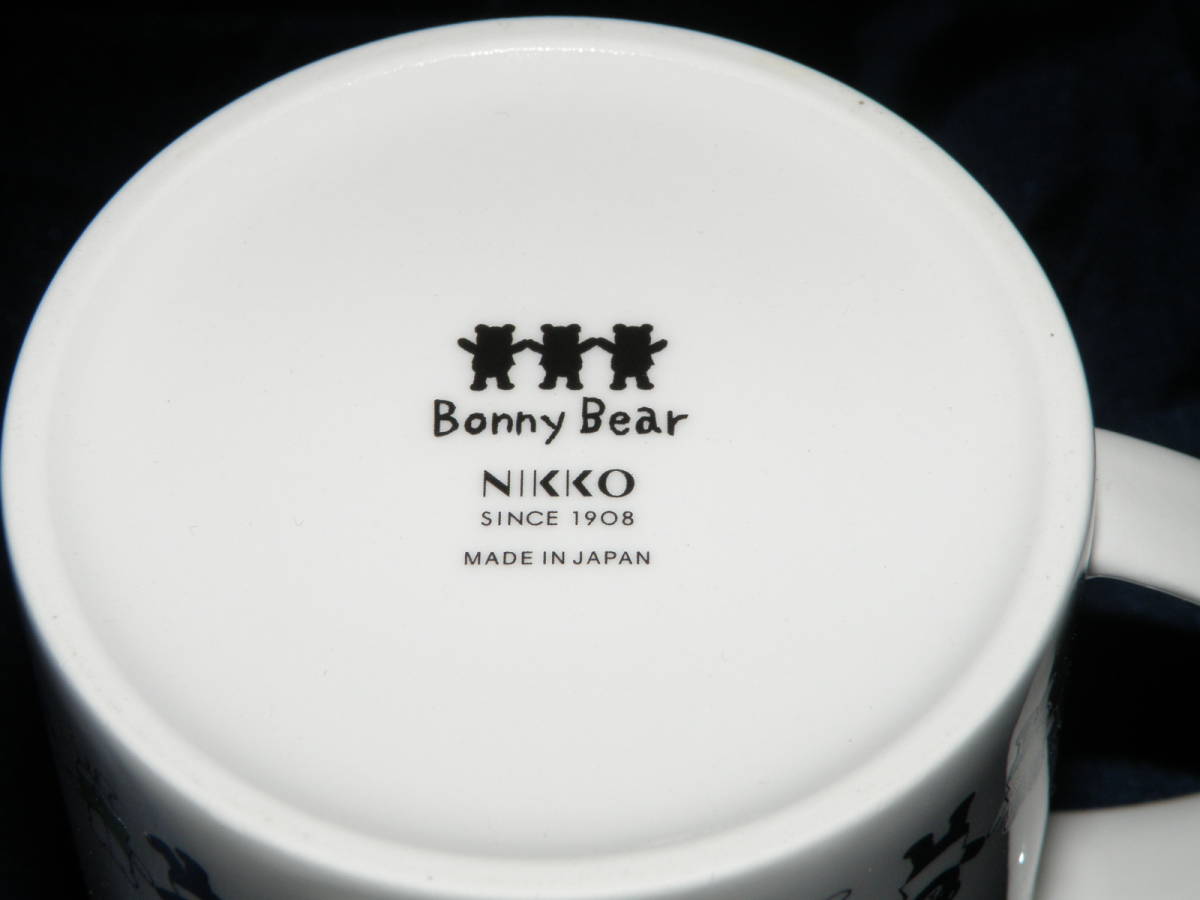 Bonny Bear
NIKKO
SINCE 1908
MADE IN JAPAN